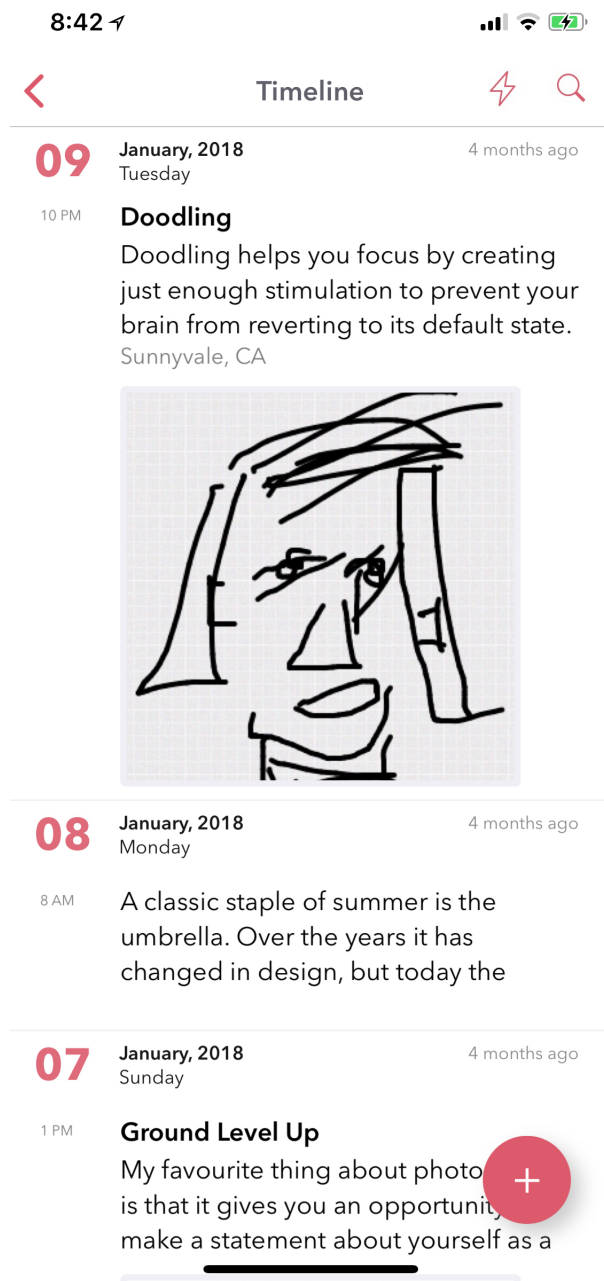 8:42
Timeline
09
January, 2018
4 months ago
Tuesday
10 PM
Doodling
Doodling helps you focus by creating
just enough stimulation to prevent your
brain from reverting to its default state.
Sunnyvale, CA
08
January, 2018
4 months ago
Monday
8 AM
A classic staple of summer is the
umbrella. Over the years it has
changed in design, but today the
07
January, 2018
4 months ago
Sunday
1 PM
Ground Level Up
My favourite thing about photo
is that it gives you an opportunity
make a statement about yourself as a